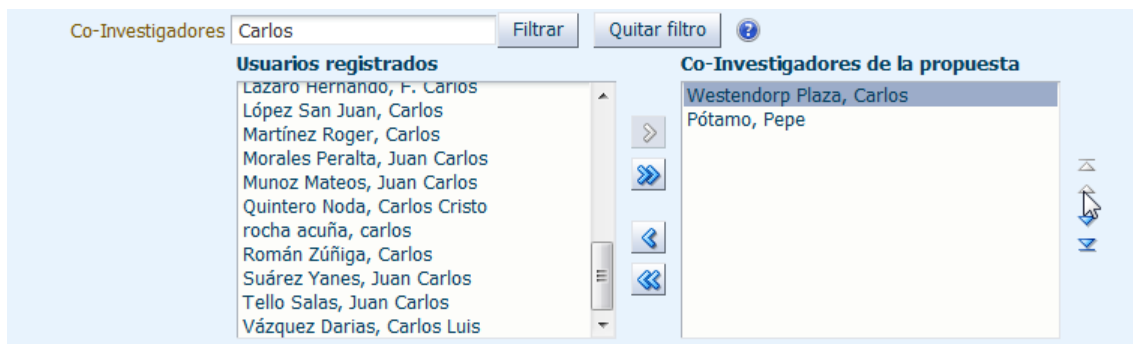 Co-Investigadores Carlos Filtrar Quitar filtro ?
Usuarios registrados
Lázaro Hernando, F. Carlos
López San Juan, Carlos
Martínez Roger, Carlos
Morales Peralta, Juan Carlos
Munoz Mateos, Juan Carlos
Quintero Noda, Carlos Cristo
rocha acuña, carlos
Román Zúñiga, Carlos
Suárez Yanes, Juan Carlos
Tello Salas, Juan Carlos
Vázquez Darias, Carlos Luis
Co-Investigadores de la propuesta
Westendorp Plaza, Carlos
Pótamo, Pepe